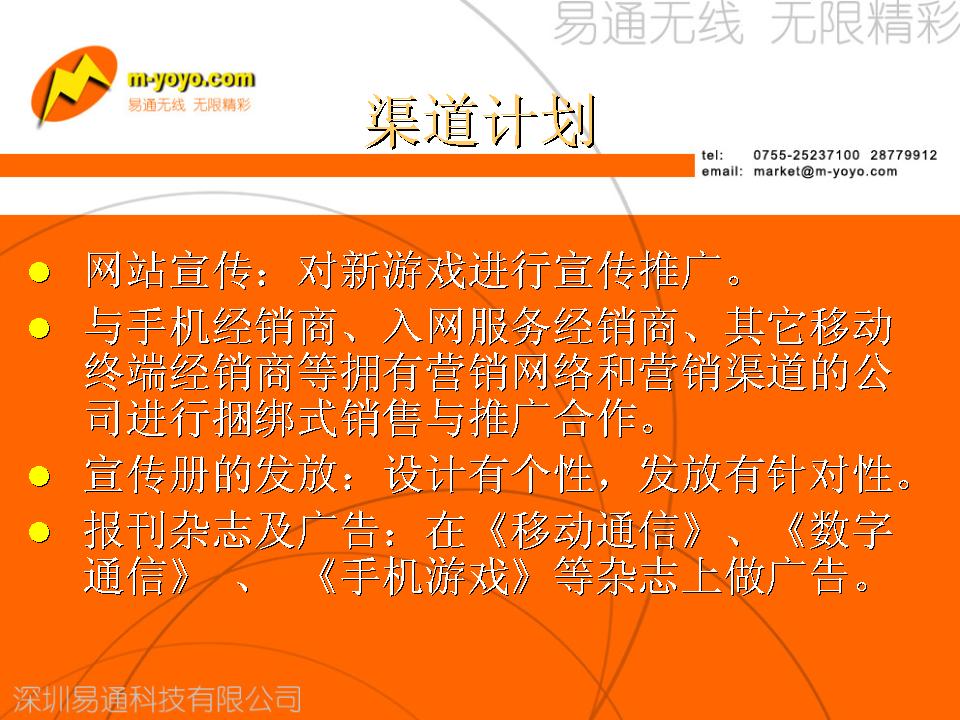 易通无线 无限精彩
m-yoyo.com
易通无线 无限精彩
渠道计划
tel: 0755-25237100 28779912
email: market@m-yoyo.com
网站宣传：对新游戏进行宣传推广。
与手机经销商、入网服务经销商、其它移动
终端经销商等拥有营销网络和营销渠道的公
司进行捆绑式销售与推广合作。
宣传册的发放：设计有个性，发放有针对性。
报刊杂志及广告：在《移动通信》、《数字
通信》 、 《手机游戏》等杂志上做广告。
深圳易通科技有限公司